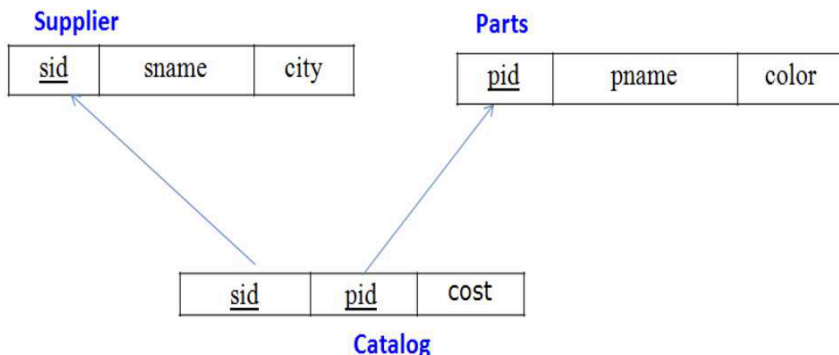 Supplier
sid sname city
Parts
pid pname color
sid pid cost
Catalog